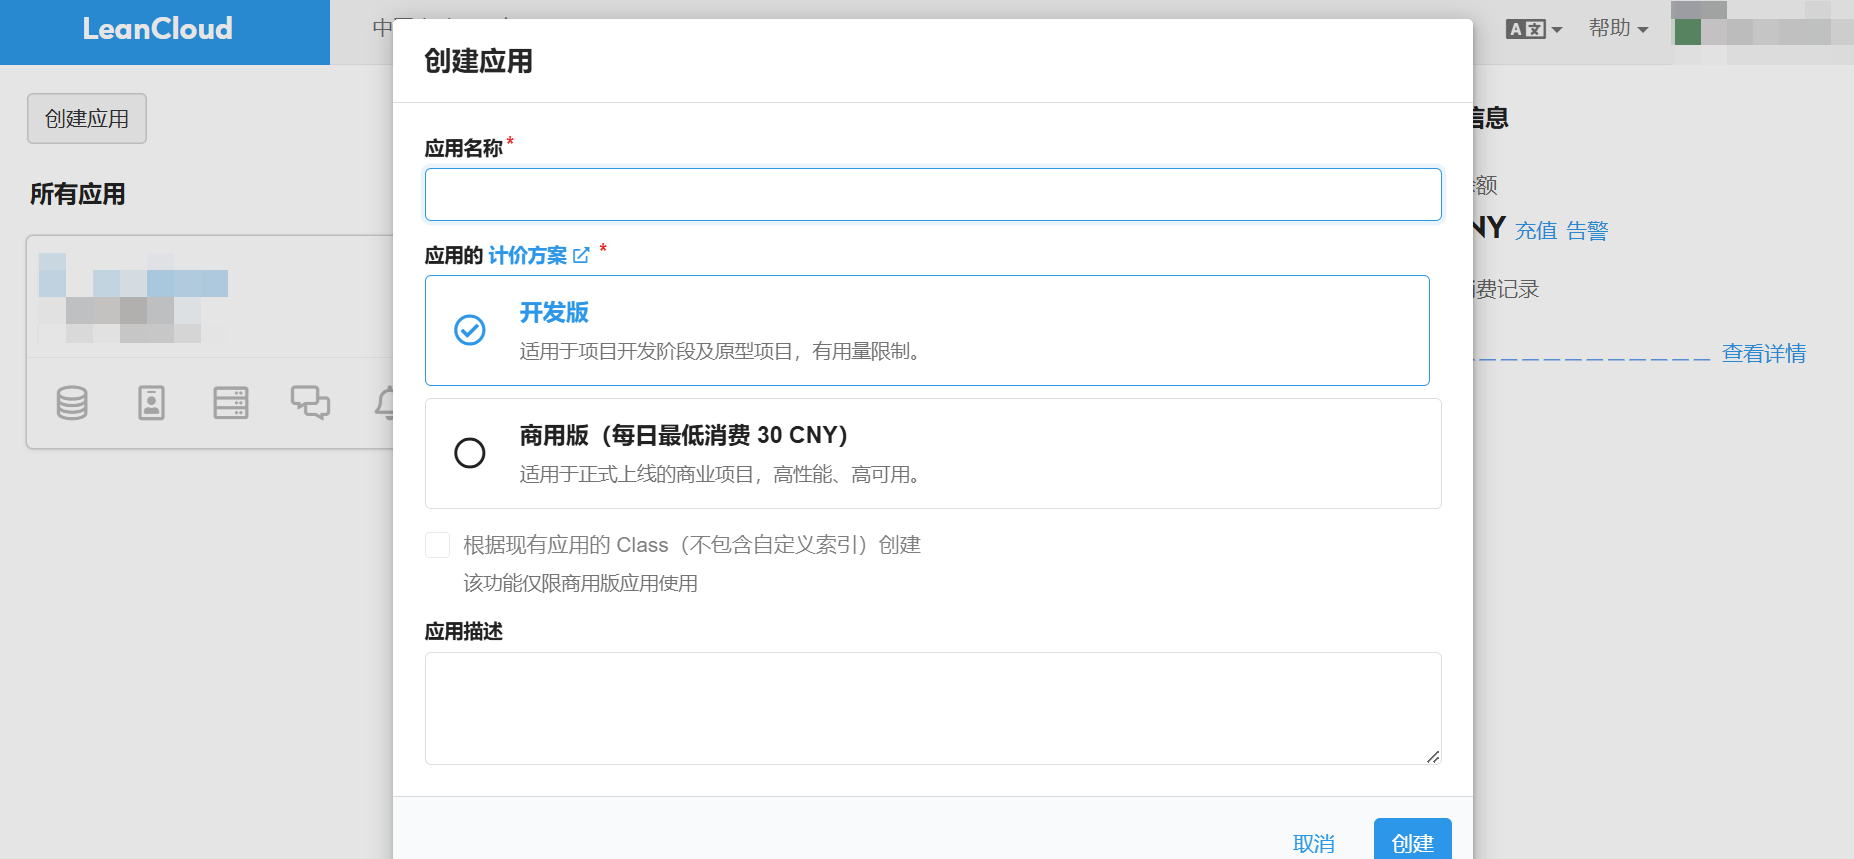 LeanCloud
帮助
创建应用
所有应用
创建应用
应用名称*
应用的 计价方案 *
开发版
适用于项目开发阶段及原型项目，有用量限制。
商用版（每日最低消费 30 CNY）
适用于正式上线的商业项目，高性能、高可用。
根据现有应用的 Class（不包含自定义索引）创建
该功能仅限商用版应用使用
应用描述
取消
创建
信息
额
NY 充值 告警
费记录
查看详情